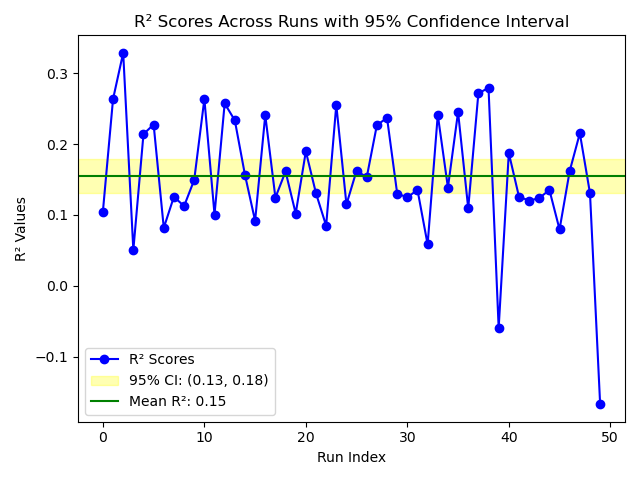 R² Scores Across Runs with 95% Confidence Interval
R² Values
0.3
0.2
0.1
0.0
−0.1
R² Scores
95% CI: (0.13, 0.18)
Mean R²: 0.15
0 10 20 30 40 50
Run Index